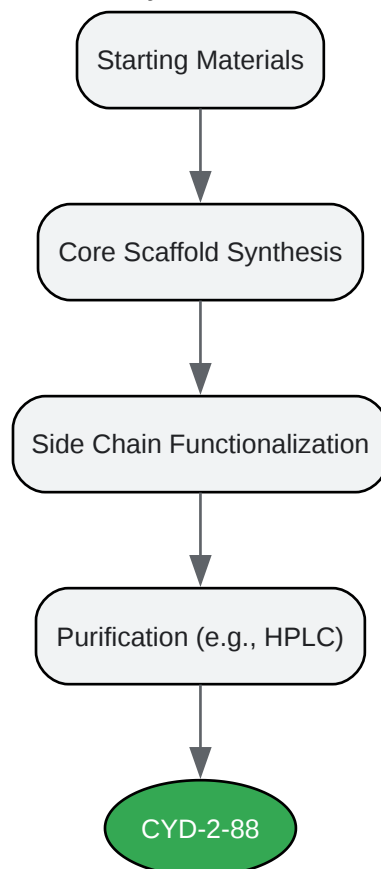 Starting Materials
Core Scaffold Synthesis
Side Chain Functionalization
Purification (e.g., HPLC)
CYD-2-88